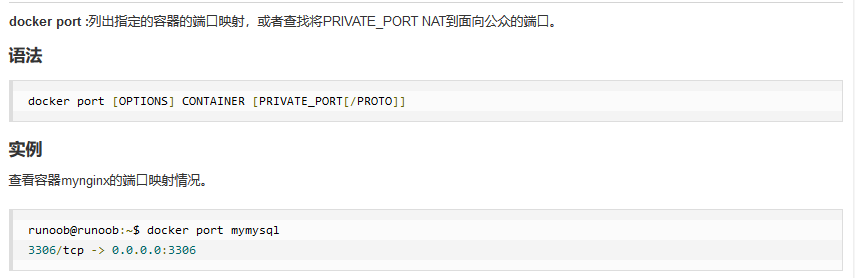 docker port :列出指定的容器的端口映射，或者查找将PRIVATE_PORT NAT到面向公众的端口。
语法
docker port [OPTIONS] CONTAINER [PRIVATE_PORT[/PROTO]]
实例
查看容器mynginx的端口映射情况。
runoob@runoob:~$ docker port mymysql
3306/tcp -> 0.0.0.0:3306